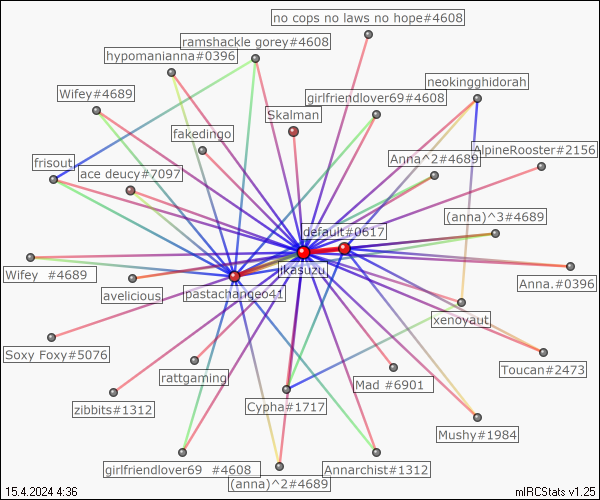 no cops no laws no hope#4608
ramshackle gorey#4608
hypomanianna#0396
neokingghidorah
Wifey#4689
girlfriendlover69#4608
Skalman
fakedingo
AlpineRooster#2156
Anna^2#4689
frisout
ace deucy#7097
(anna)^3#4689
default#0617
jkasuzu
Wifey #4689
Anna.#0396
pastachangeo41
avelicious
xenoyaut
Soxy Foxy#5076
Toucan#2473
rattgaming
Mad #6901
zibbits#1312
Cypha#1717
Mushy#1984
girlfriendlover69 #4608
Annarchist#1312
(anna)^2#4689
15.4.2024 4:36
mIRCStats v1.25